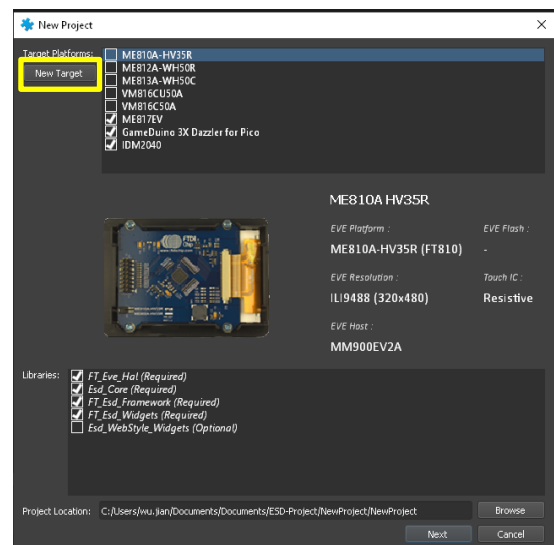 New Project
Target Platforms:
New Target
ME810A-HV35R
ME812A-WH50R
ME813A-WH50C
VM816CU50A
VM816C50A
ME817EV
GameDuino 3X Dazzler for Pico
IDM2040
ME810A HV35R
EVE Platform :
EVE Flash :
ME810A-HV35R (FT810)
-
EVE Resolution :
Touch IC :
ILI9488 (320x480)
Resistive
EVE Host :
MM900EV2A
FTDI
Chip
Libraries:
FT_Eve_Hal (Required)
Esd_Core (Required)
FT_Esd_Framework (Required)
FT_Esd_Widgets (Required)
Esd_WebStyle_Widgets (Optional)
Project Location:
C:/Users/wu.jian/Documents/Documents/ESD-Project/NewProject/NewProject
Browse
Next
Cancel